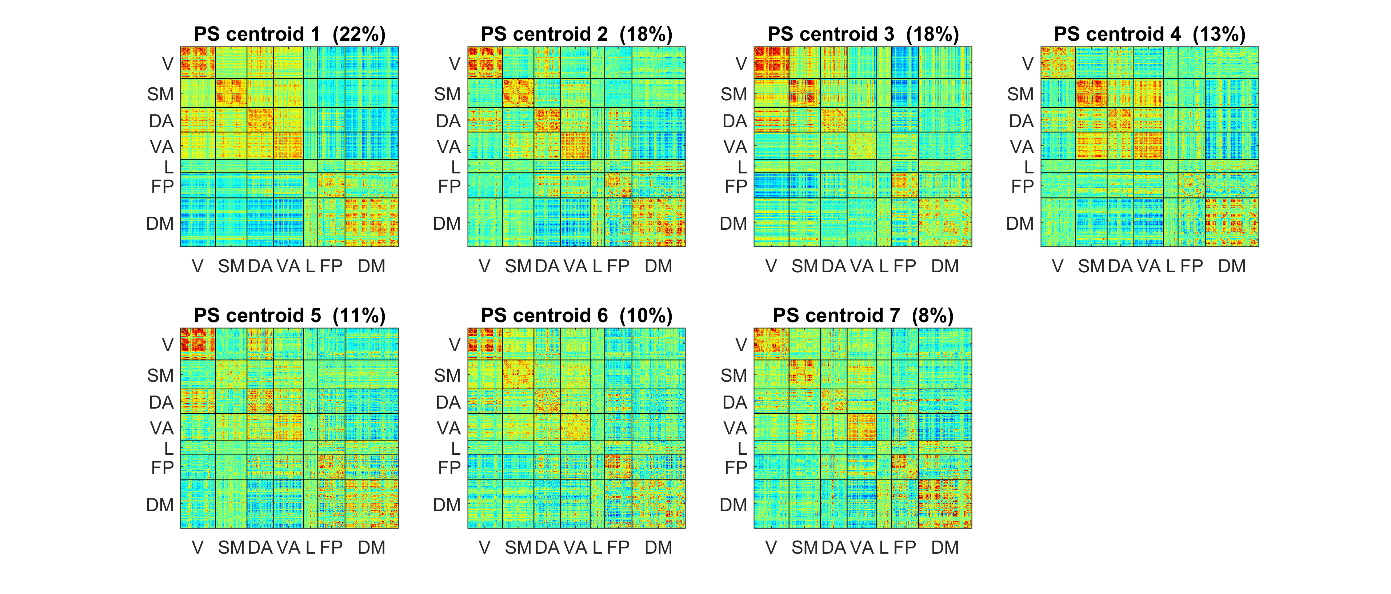 PS centroid 1 (22%)
V
SM
DA
VA
L
FP
DM
V SM DA VA L FP DM
PS centroid 2 (18%)
V
SM
DA
VA
L
FP
DM
V SM DA VA L FP DM
PS centroid 3 (18%)
V
SM
DA
VA
L
FP
DM
V SM DA VA L FP DM
PS centroid 4 (13%)
V
SM
DA
VA
L
FP
DM
V SM DA VA L FP DM
PS centroid 5 (11%)
V
SM
DA
VA
L
FP
DM
V SM DA VA L FP DM
PS centroid 6 (10%)
V
SM
DA
VA
L
FP
DM
V SM DA VA L FP DM
PS centroid 7 (8%)
V
SM
DA
VA
L
FP
DM
V SM DA VA L FP DM